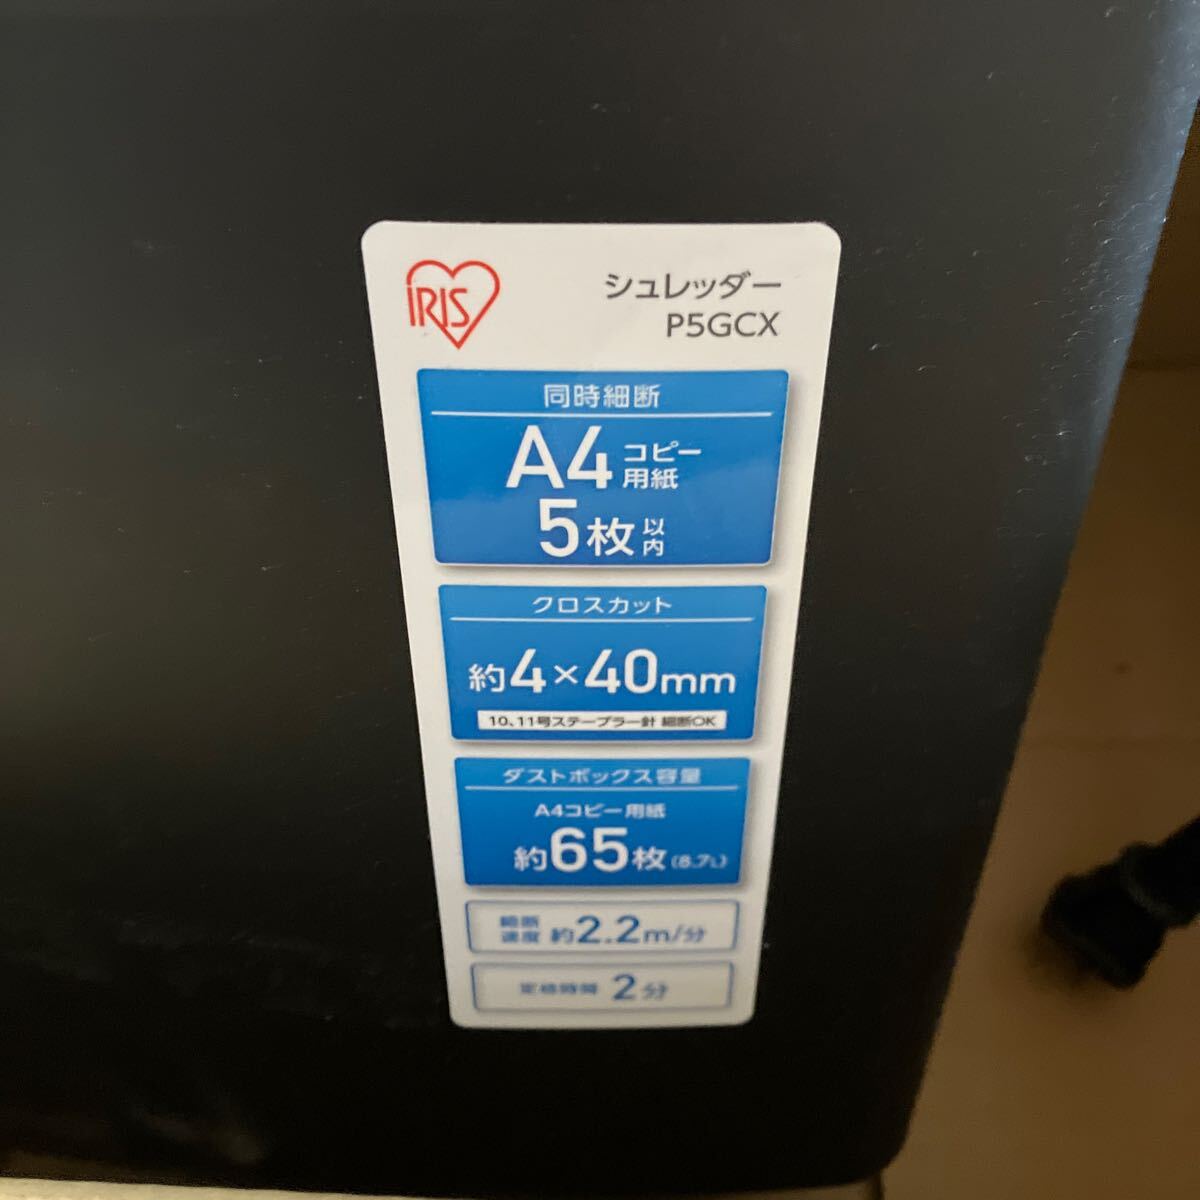 IRIS
シュレッダー
P5GCX
同時細断
A4コピー用紙
5枚以内
クロスカット
約4×40mm
10、11号ステープラー針 細断OK
ダストボックス容量
A4コピー用紙
約65枚(8.7L)
細断速度 約2.2m/分
定格時間 2分